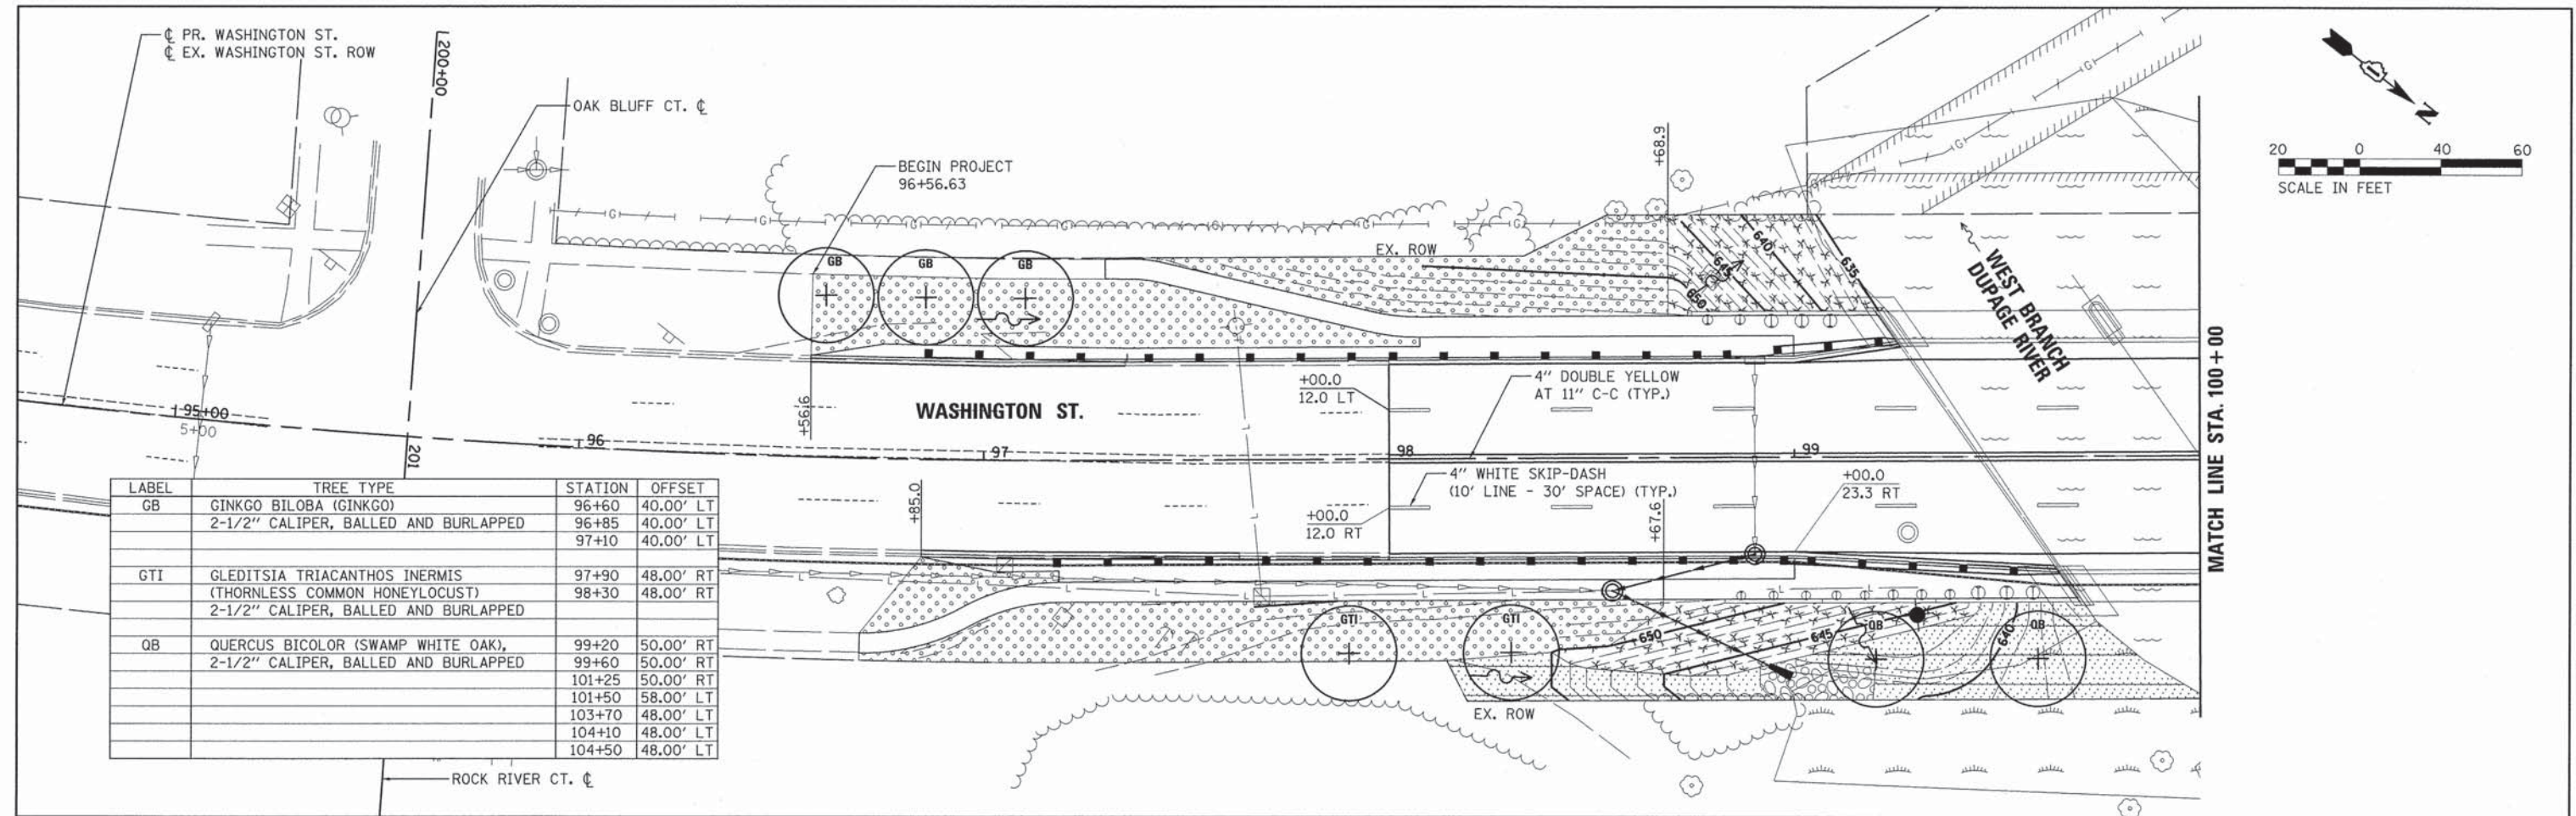 ℄ PR. WASHINGTON ST.
℄ EX. WASHINGTON ST. ROW
200+00
OAK BLUFF CT. ℄
BEGIN PROJECT
96+56.63
+68.9
20 0 40 60
SCALE IN FEET
N
G G G G G G G G
EX. ROW
GB GB GB
640
645
650
635
WEST BRANCH
DUPAGE RIVER
MATCH LINE STA. 100+00
95+00
5+00
201
96
97
98
99
+56.6
WASHINGTON ST.
+00.0
12.0 LT
4" DOUBLE YELLOW
AT 11" C-C (TYP.)
4" WHITE SKIP-DASH
(10' LINE - 30' SPACE) (TYP.)
+00.0
12.0 RT
+67.6
+00.0
23.3 RT
+85.0
LABEL TREE TYPE STATION OFFSET
GB GINKGO BILOBA (GINKGO) 96+60 40.00' LT
2-1/2" CALIPER, BALLED AND BURLAPPED 96+85 40.00' LT
97+10 40.00' LT
GTI GLEDITSIA TRIACANTHOS INERMIS 97+90 48.00' RT
(THORNLESS COMMON HONEYLOCUST) 98+30 48.00' RT
2-1/2" CALIPER, BALLED AND BURLAPPED
QB QUERCUS BICOLOR (SWAMP WHITE OAK), 99+20 50.00' RT
2-1/2" CALIPER, BALLED AND BURLAPPED 99+60 50.00' RT
101+25 50.00' RT
101+50 58.00' LT
103+70 48.00' LT
104+10 48.00' LT
104+50 48.00' LT
L L L L L L
GTI GTI
650
645
640
QB QB
EX. ROW
ROCK RIVER CT. ℄